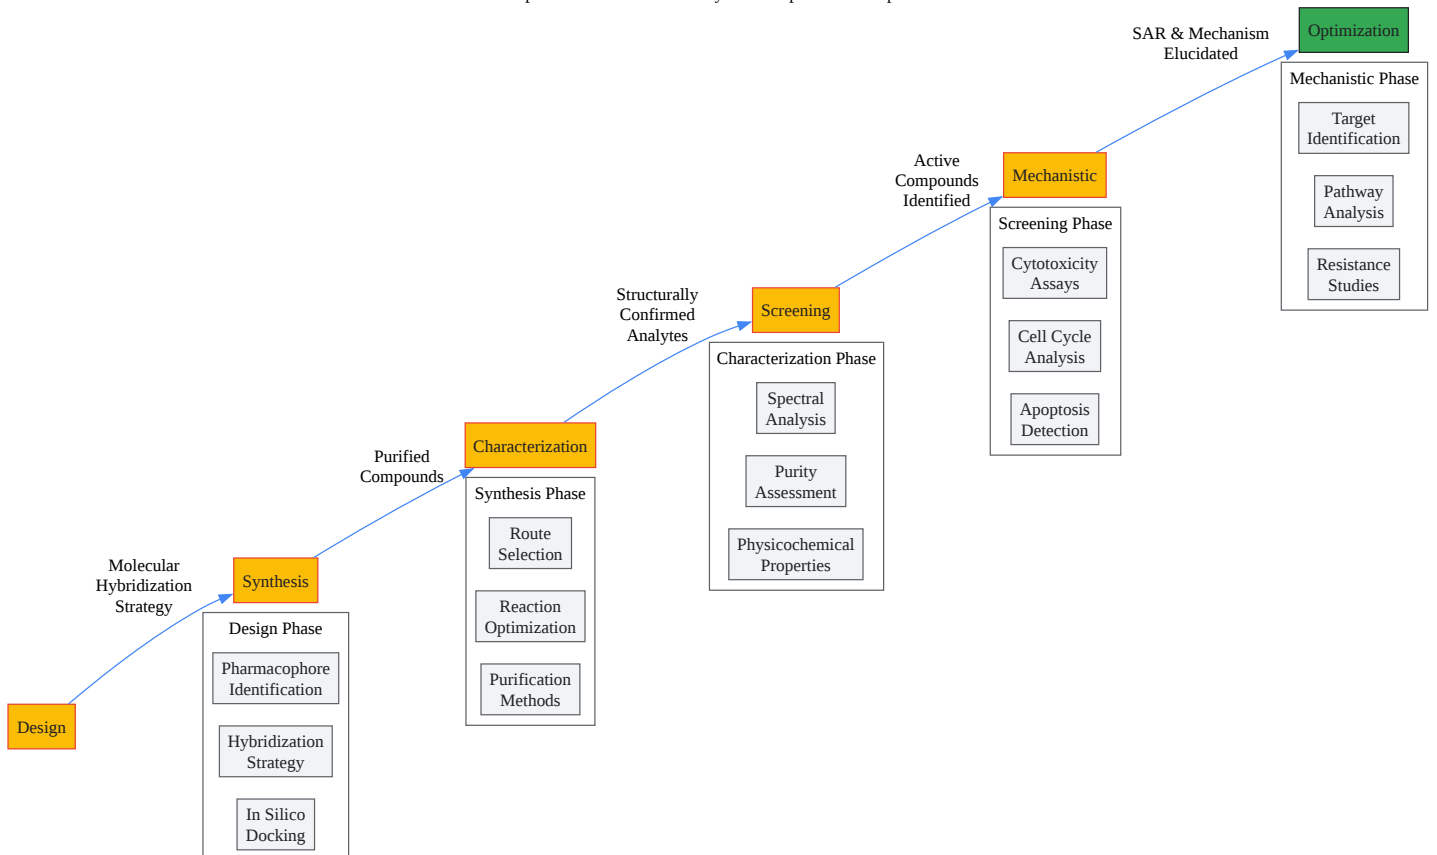 SAR & Mechanism
Elucidated
Optimization
Mechanistic Phase
Target
Identification
Pathway
Analysis
Resistance
Studies
Active
Compounds
Identified
Mechanistic
Screening Phase
Cytotoxicity
Assays
Cell Cycle
Analysis
Apoptosis
Detection
Structurally
Confirmed
Analytes
Screening
Characterization Phase
Spectral
Analysis
Purity
Assessment
Physicochemical
Properties
Purified
Compounds
Characterization
Synthesis Phase
Route
Selection
Reaction
Optimization
Purification
Methods
Molecular
Hybridization
Strategy
Synthesis
Design Phase
Pharmacophore
Identification
Hybridization
Strategy
In Silico
Docking
Design